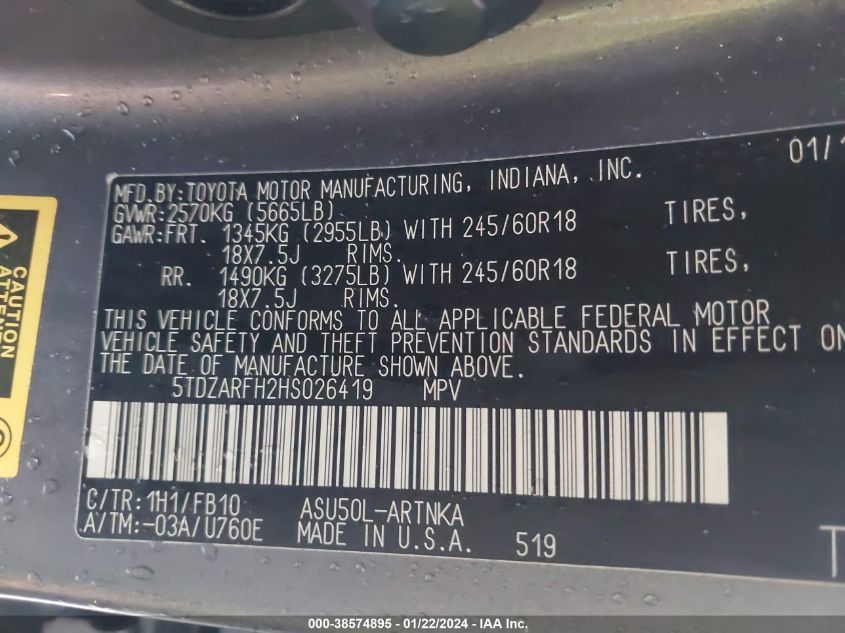 01/1
MFD.BY:TOYOTA MOTOR MANUFACTURING, INDIANA, INC.
GVWR:2570KG (5665LB)
GAWR:FRT. 1345KG (2955LB) WITH 245/60R18 TIRES,
18X7.5J RIMS.
RR. 1490KG (3275LB) WITH 245/60R18 TIRES,
18X7.5J RIMS.
THIS VEHICLE CONFORMS TO ALL APPLICABLE FEDERAL MOTOR
VEHICLE SAFETY AND THEFT PREVENTION STANDARDS IN EFFECT ON
THE DATE OF MANUFACTURE SHOWN ABOVE.
5TDZARFH2HS026419 MPV
C/TR:1H1/FB10 ASU50L-ARTNKA
A/TM:-03A/U760E MADE IN U.S.A. 519
T
CAUTION
ATTENTION
000-38574895 - 01/22/2024 - IAA Inc.